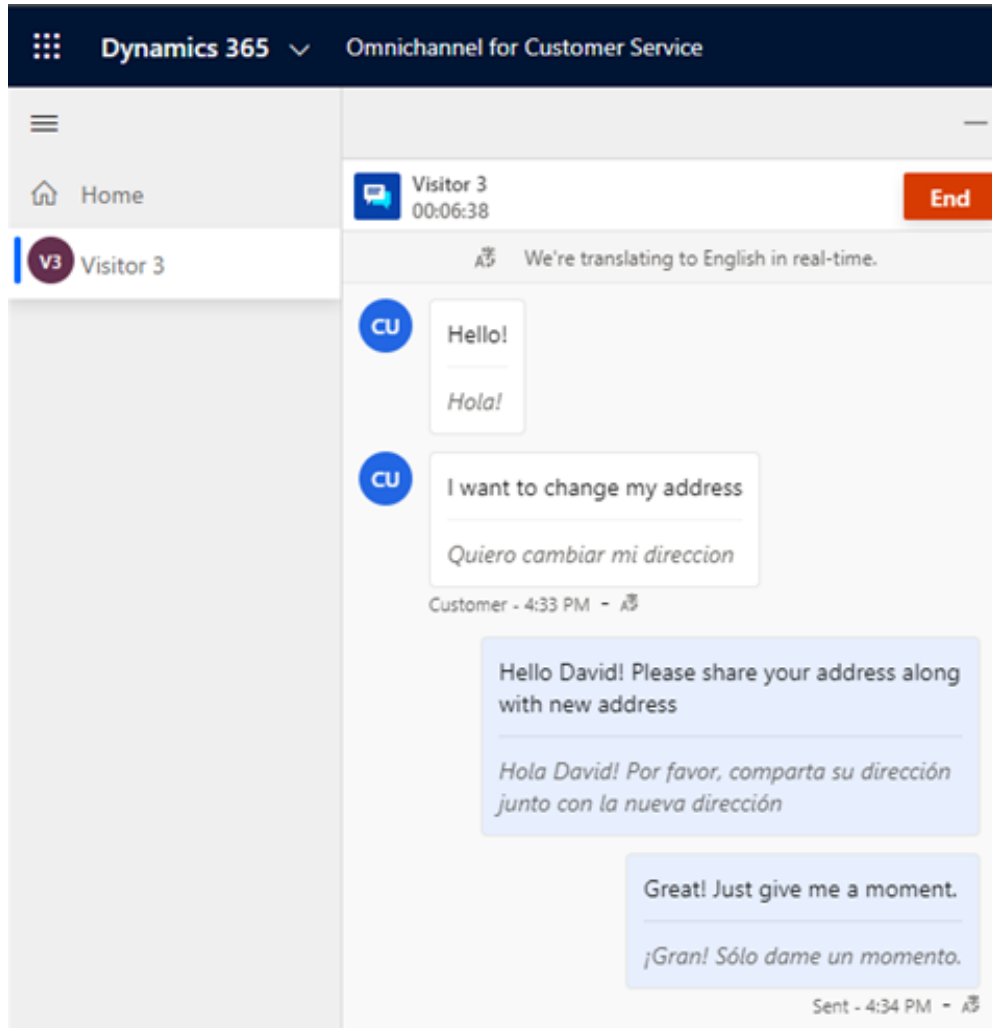 Dynamics 365
Omnichannel for Customer Service
Home
V3
Visitor 3
Visitor 3
00:06:38
End
We're translating to English in real-time.
CU
Hello!
Hola!
CU
I want to change my address
Quiero cambiar mi direccion
Customer - 4:33 PM -
Hello David! Please share your address along
with new address
Hola David! Por favor, comparta su dirección
junto con la nueva dirección
Great! Just give me a moment.
¡Gran! Sólo dame un momento.
Sent - 4:34 PM -